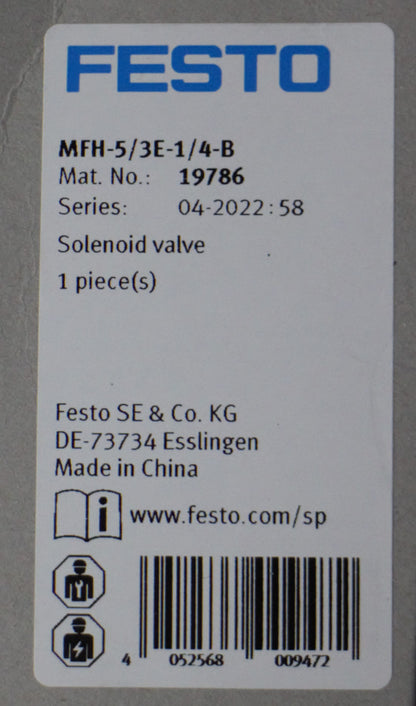 FESTO
MFH-5/3E-1/4-B
Mat. No.: 19786
Series: 04-2022:58
Solenoid valve
1 piece(s)
Festo SE & Co. KG
DE-73734 Esslingen
Made in China
i www.festo.com/sp
4 052568 009472